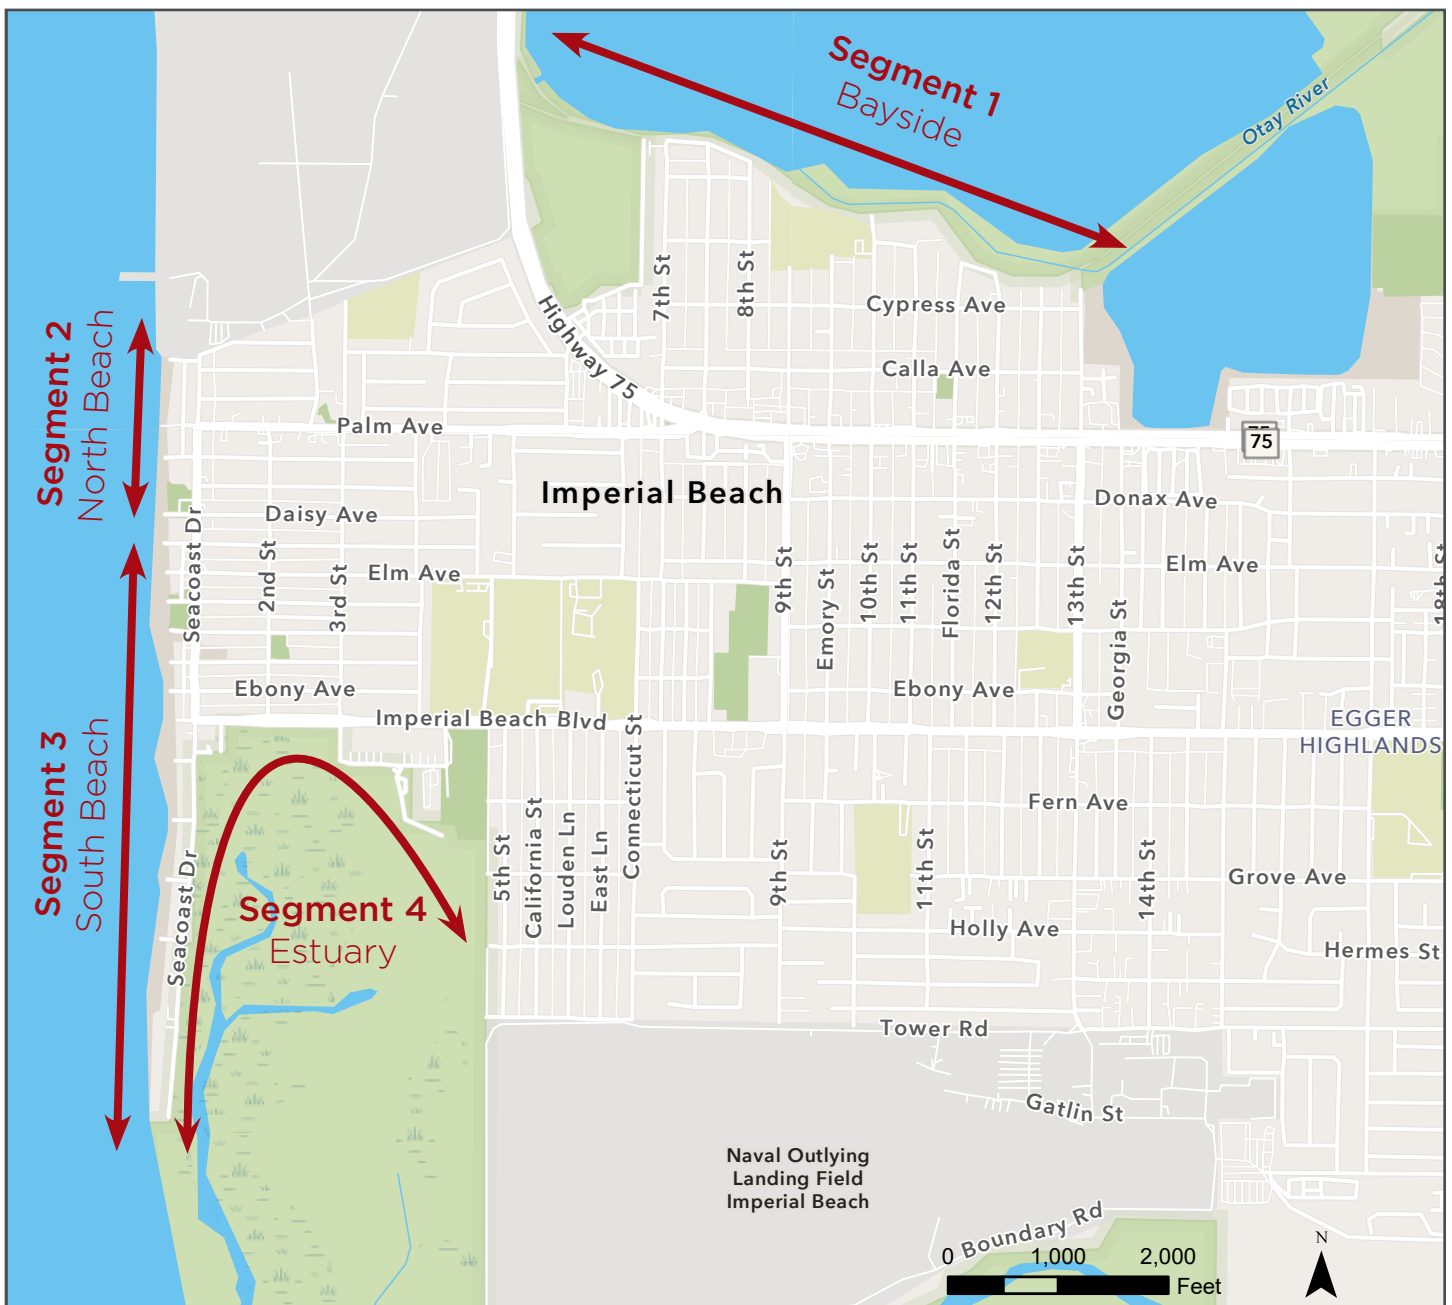 Segment 1
Bayside
Otay River
7th St
8th St
Cypress Ave
Segment 2
North Beach
Highway 75
Calla Ave
Palm Ave
75
Imperial Beach
Donax Ave
Daisy Ave
Seacoast Dr
2nd St
3rd St
Elm Ave
9th St
Emory St
10th St
11th St
Florida St
12th St
13th St
Georgia St
Elm Ave
18th St
Ebony Ave
Ebony Ave
Imperial Beach Blvd
EGGER
HIGHLANDS
Segment 3
South Beach
Seacoast Dr
Segment 4
Estuary
5th St
California St
Louden Ln
East Ln
Connecticut St
9th St
11th St
Fern Ave
14th St
Grove Ave
Holly Ave
Hermes St
Tower Rd
Gatlin St
Naval Outlying
Landing Field
Imperial Beach
Boundary Rd
N
0 1,000 2,000
Feet